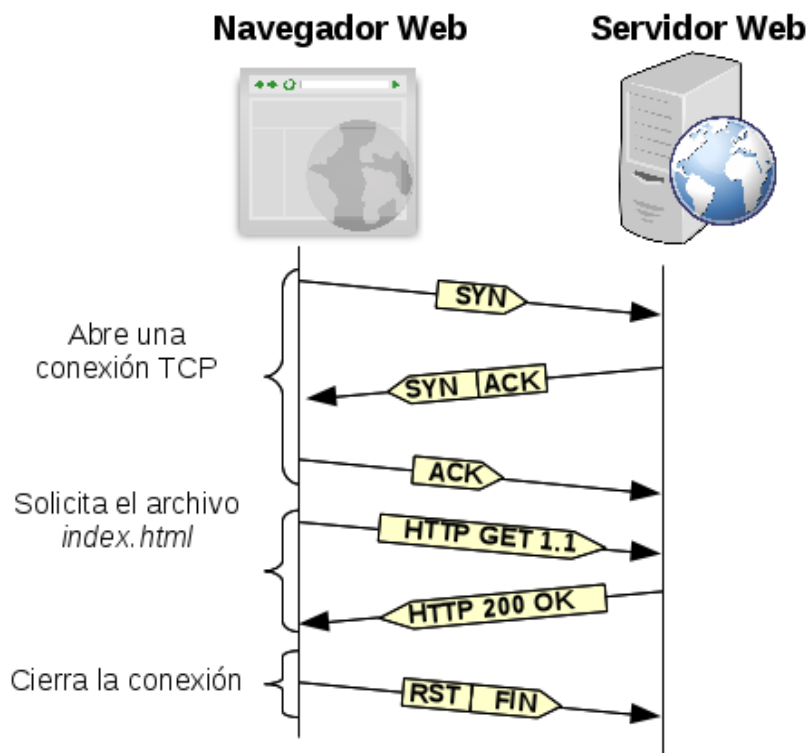 Navegador Web
Servidor Web
SYN
Abre una
conexión TCP
SYN ACK
ACK
Solicita el archivo
index.html
HTTP GET 1.1
HTTP 200 OK
Cierra la conexión
RST FIN